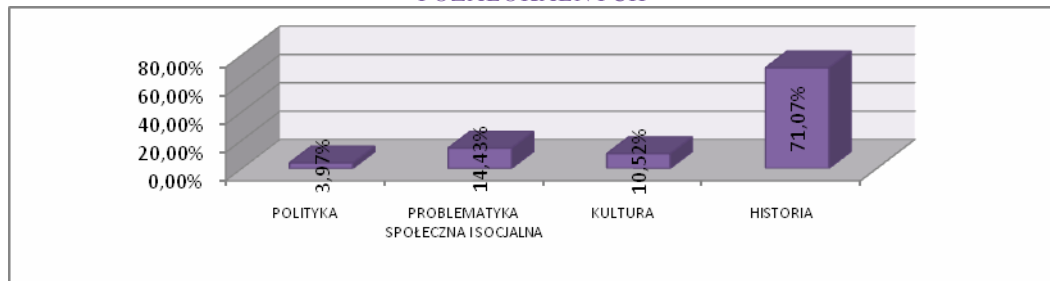 80,00%
60,00%
40,00%
20,00%
0,00%
3,97%
14,43%
10,52%
71,07%
POLITYKA
PROBLEMATYKA
SPOŁECZNA I SOCJALNA
KULTURA
HISTORIA